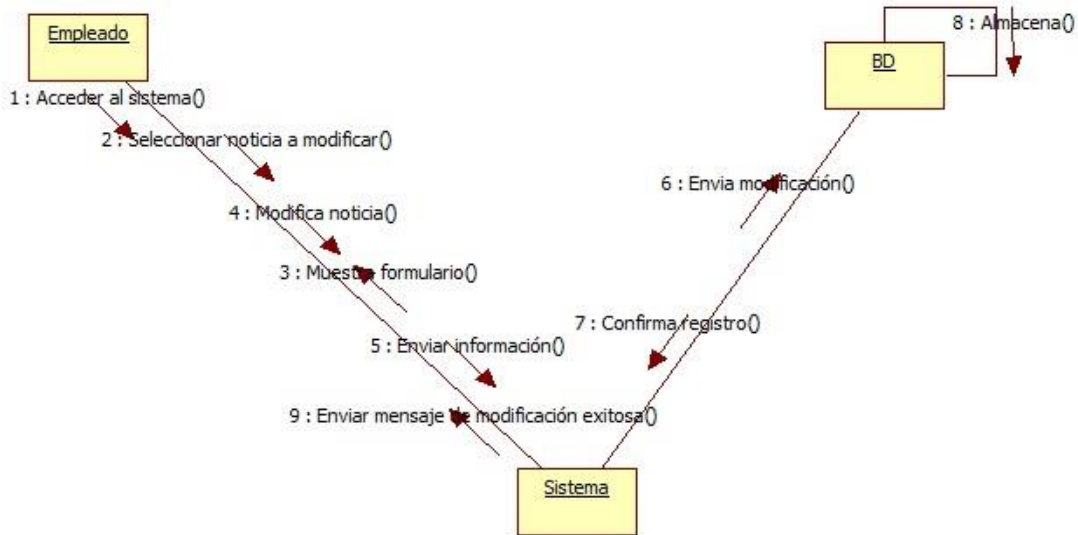 Empleado
8 : Almacena()
BD
1 : Acceder al sistema()
2 : Seleccionar noticia a modificar()
6 : Envia modificación()
4 : Modifica noticia()
3 : Muestra formulario()
7 : Confirma registro()
5 : Enviar información()
9 : Enviar mensaje de modificación exitosa()
Sistema